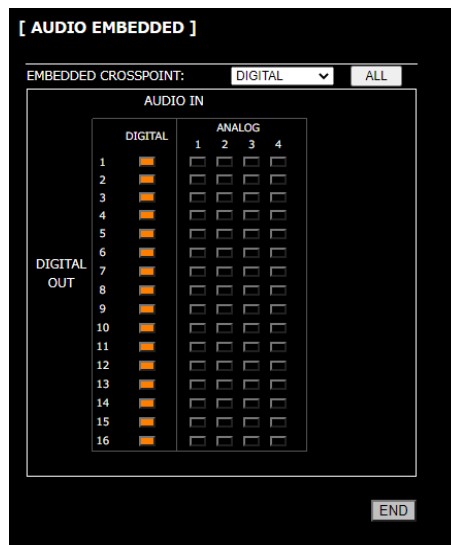 [ AUDIO EMBEDDED ]
EMBEDDED CROSSPOINT: DIGITAL ALL
AUDIO IN
DIGITAL ANALOG
1 2 3 4
1
2
3
4
5
6
DIGITAL OUT
7
8
9
10
11
12
13
14
15
16
END